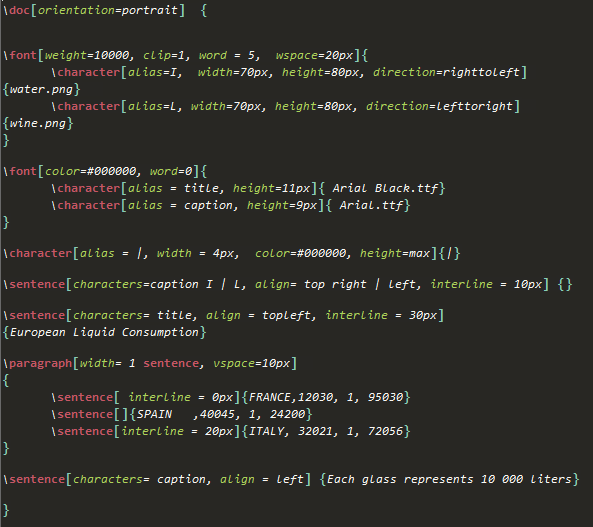 \doc[orientation=portrait]  {
\font[weight=10000, clip=1, word = 5,  wspace=20px]{
\character[alias=I,  width=70px, height=80px, direction=righttoleft]
{water.png}
\character[alias=L, width=70px, height=80px, direction=lefttoright]
{wine.png}
}
\font[color=#000000, word=0]{
\character[alias = title, height=11px]{ Arial Black.ttf}
\character[alias = caption, height=9px]{ Arial.ttf}
}
\character[alias = |, width = 4px,  color=#000000, height=max]{|}
\sentence[characters=caption I | L, align= top right | left, interline = 10px] {}
\sentence[characters= title, align = topleft, interline = 30px]
{European Liquid Consumption}
\paragraph[width= 1 sentence, vspace=10px]
{
\sentence[ interline = 0px]{FRANCE,12030, 1, 95030}
\sentence[]{SPAIN   ,40045, 1, 24200}
\sentence[interline = 20px]{ITALY, 32021, 1, 72056}
}
\sentence[characters= caption, align = left] {Each glass represents 10 000 liters}
}